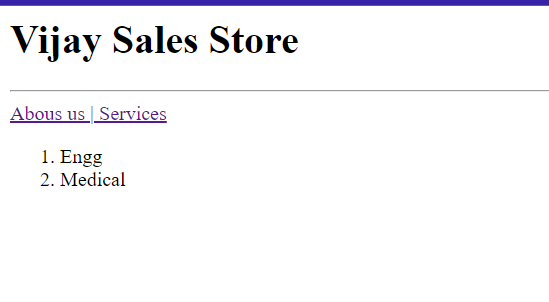 Vijay Sales Store
Abous us | Services
1. Engg
2. Medical